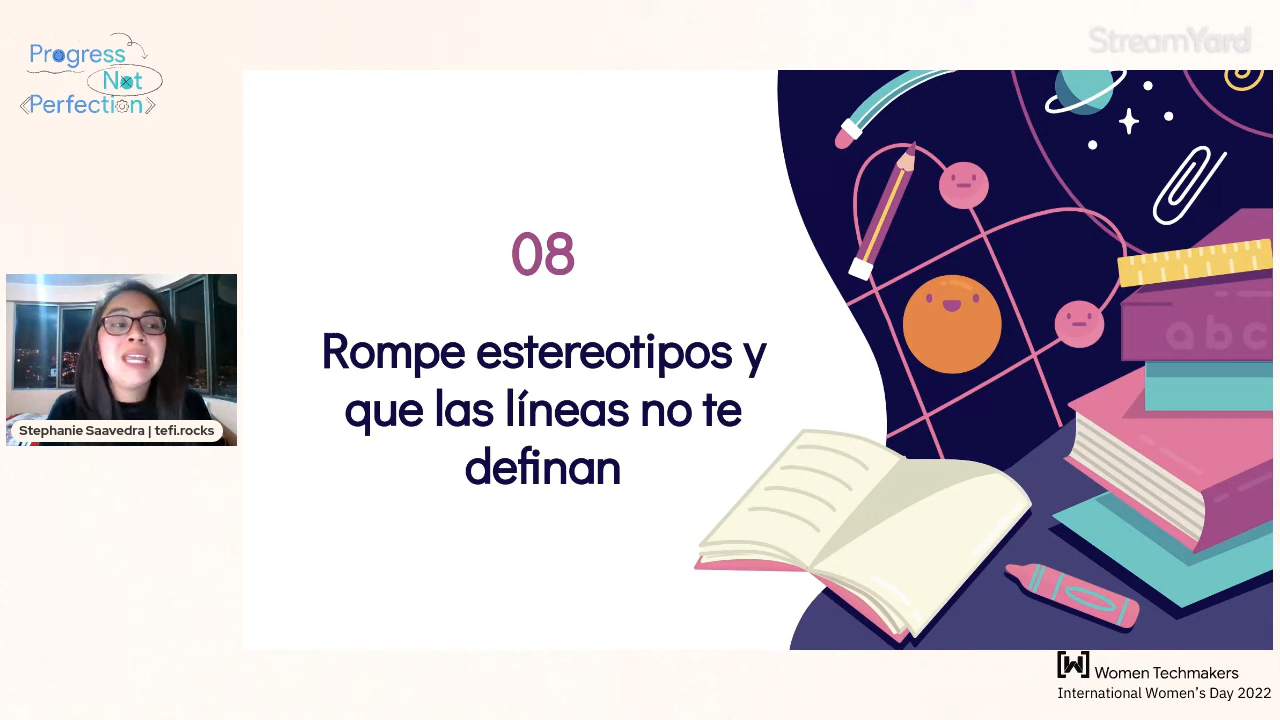 Progress
Not
Perfection
StreamYard
08
Rompe estereotipos y
que las líneas no te
definan
abc
Stephanie Saavedra | tefi.rocks
Women Techmakers
International Women's Day 2022